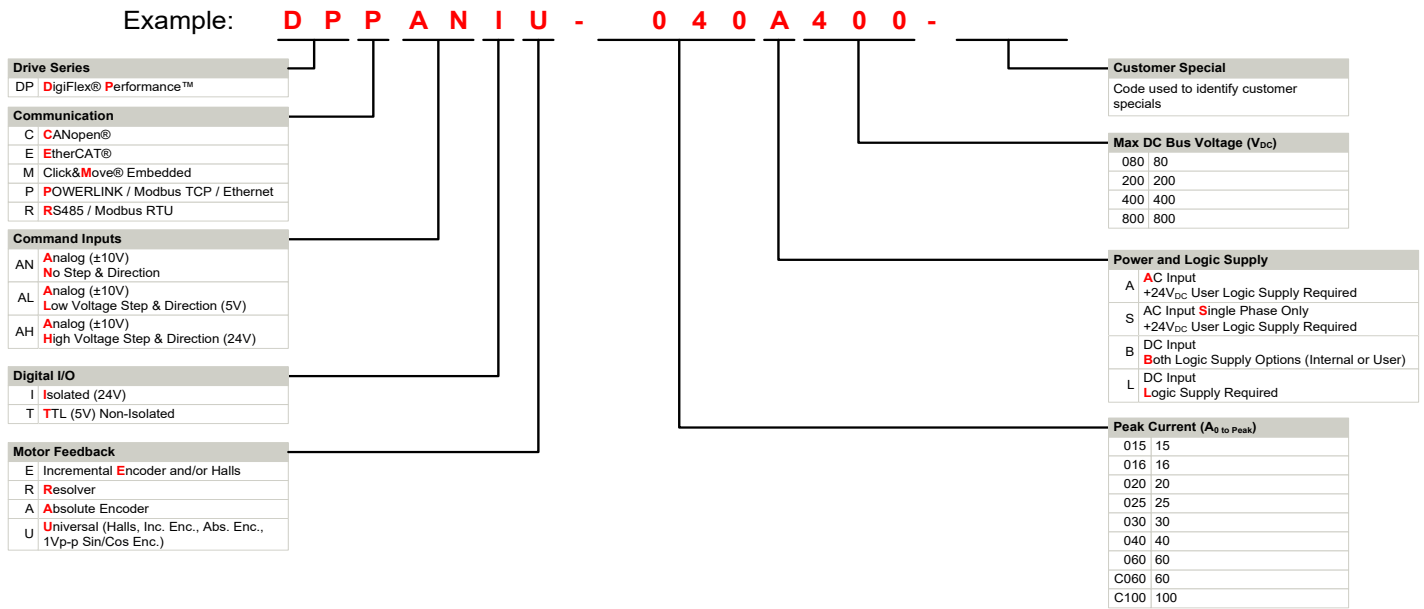 Example: D P P A N I U - 0 4 0 A 4 0 0 -
Drive Series
DP DigiFlex® Performance™
Communication
C CANopen®
E EtherCAT®
M Click&Move® Embedded
P POWERLINK / Modbus TCP / Ethernet
R RS485 / Modbus RTU
Command Inputs
AN Analog (±10V)
No Step & Direction
AL Analog (±10V)
Low Voltage Step & Direction (5V)
AH Analog (±10V)
High Voltage Step & Direction (24V)
Digital I/O
I Isolated (24V)
T TTL (5V) Non-Isolated
Motor Feedback
E Incremental Encoder and/or Halls
R Resolver
A Absolute Encoder
U Universal (Halls, Inc. Enc., Abs. Enc.,
1Vp-p Sin/Cos Enc.)
Customer Special
Code used to identify customer
specials
Max DC Bus Voltage (VDC)
080 80
200 200
400 400
800 800
Power and Logic Supply
A AC Input
+24VDC User Logic Supply Required
S AC Input Single Phase Only
+24VDC User Logic Supply Required
B DC Input
Both Logic Supply Options (Internal or User)
L DC Input
Logic Supply Required
Peak Current (A0 to Peak)
015 15
016 16
020 20
025 25
030 30
040 40
060 60
C060 60
C100 100